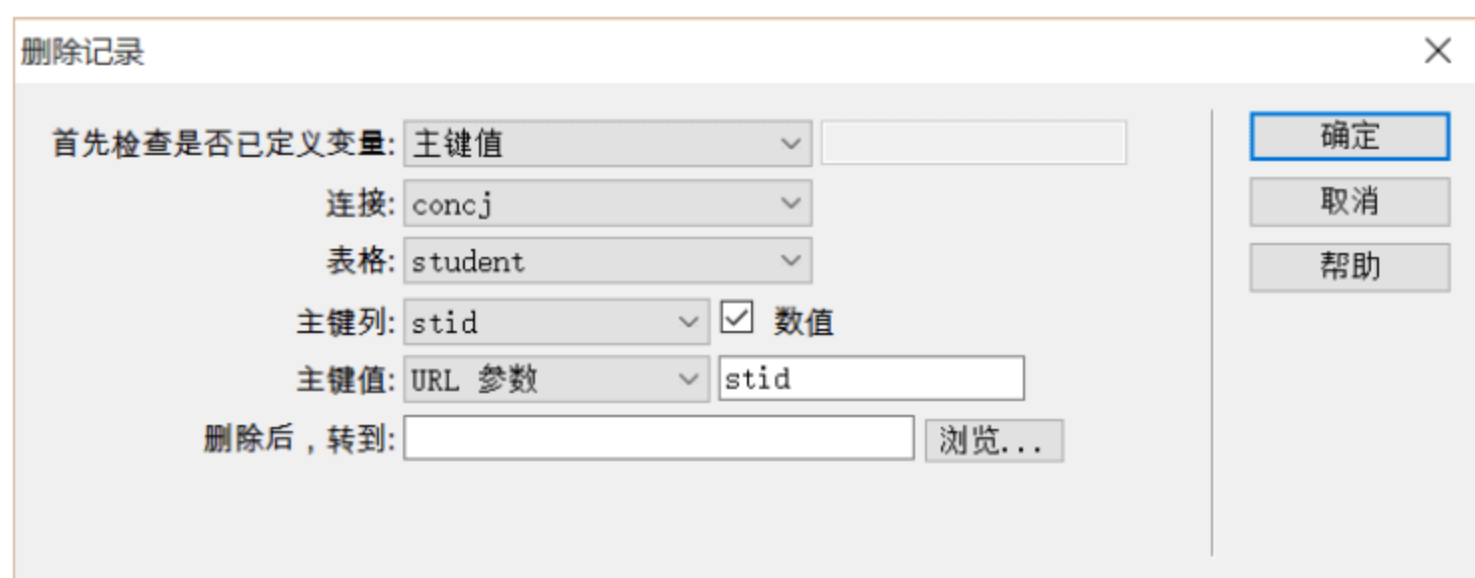 删除记录
首先检查是否已定义变量: 主键值
确定
连接: concj
取消
表格: student
帮助
主键列: stid 数值
主键值: URL 参数 stid
删除后，转到: 浏览...